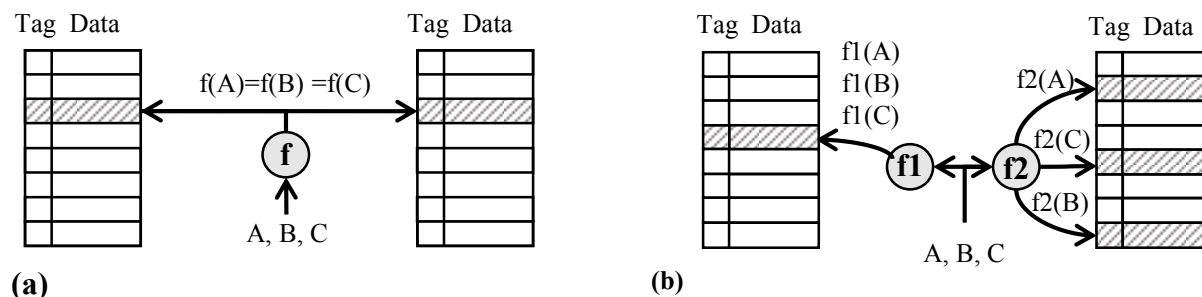 Tag Data
Tag Data
f(A)=f(B) =f(C)
f
A, B, C
(a)
Tag Data
Tag Data
f1(A)
f1(B)
f1(C)
f1
f2
f2(A)
f2(C)
f2(B)
A, B, C
(b)